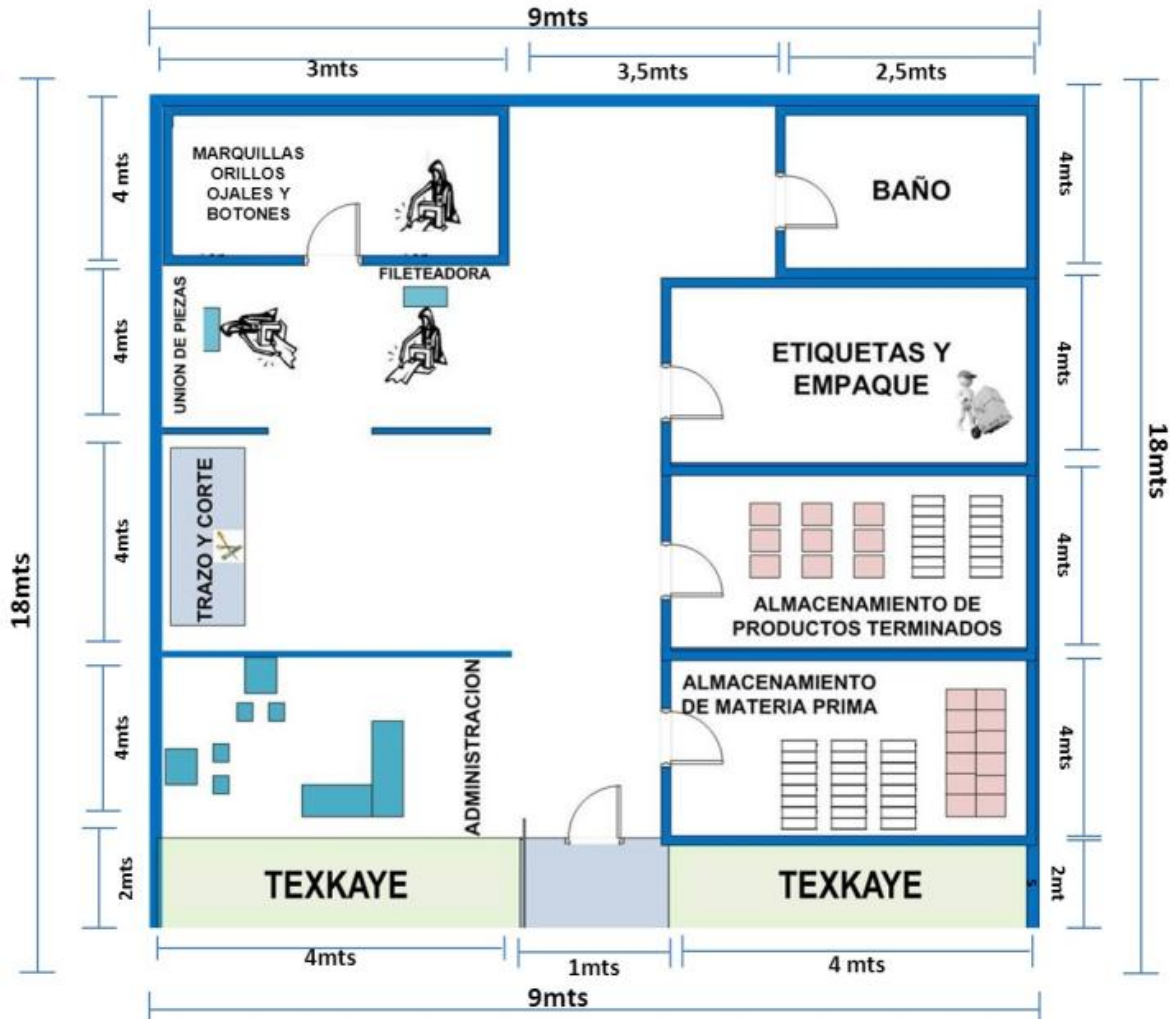 9mts
3mts
3,5mts
2,5mts
4 mts
4mts
4mts
4mts
2mts
18mts
MARQUILLAS
ORILLOS
OJALES Y
BOTONES
BAÑO
UNION DE PIEZAS
FILETEADORA
ETIQUETAS Y
EMPAQUE
TRAZO Y CORTE
ALMACENAMIENTO DE
PRODUCTOS TERMINADOS
ADMINISTRACION
ALMACENAMIENTO
DE MATERIA PRIMA
TEXKAYE
TEXKAYE
4mts
4mts
4mts
4mts
2mt
s
18mts
4mts
1mts
4 mts
9mts